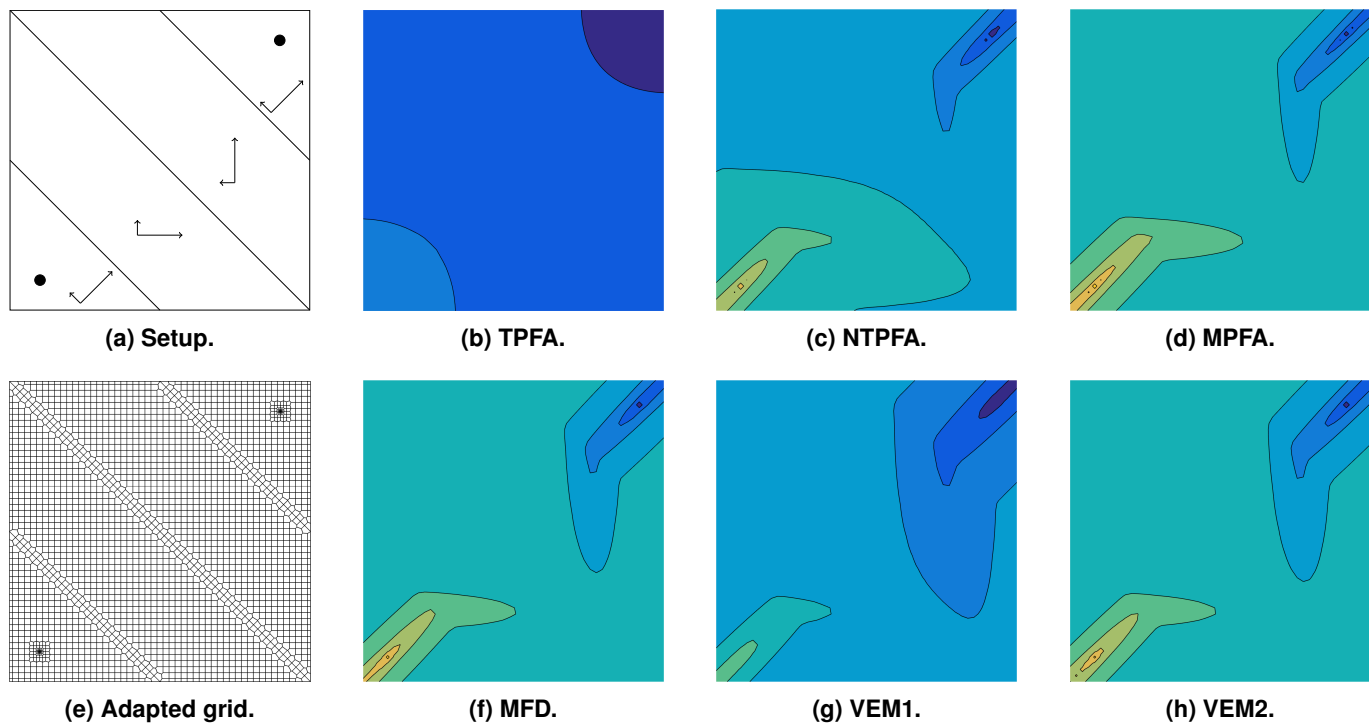 (a) Setup.
(b) TPFA.
(c) NTPFA.
(d) MPFA.
(e) Adapted grid.
(f) MFD.
(g) VEM1.
(h) VEM2.